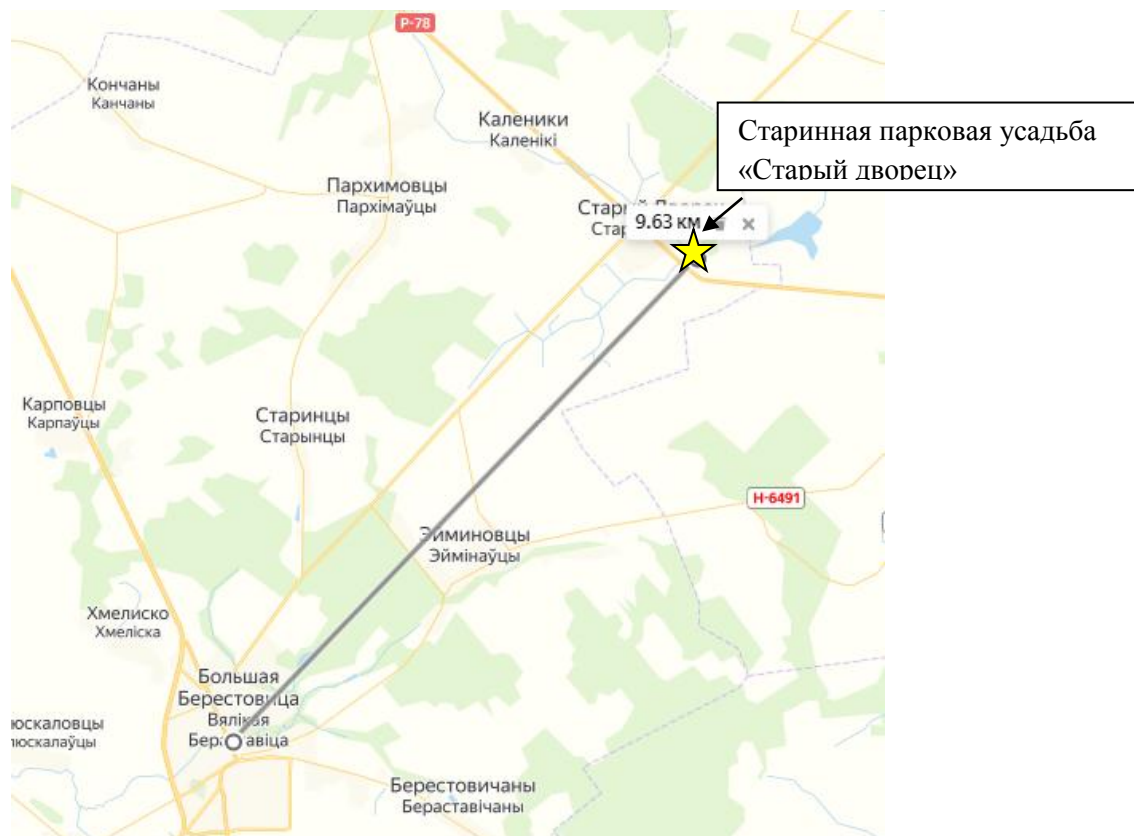 Р-78
Кончаны
Канчаны
Каленики
Каленікі
Старинная парковая усадьба
«Старый дворец»
Пархимовцы
Пархімаўцы
9.63 км
Карповцы
Карпаўцы
Старинцы
Старынцы
Н-6491
Эйминовцы
Эймінаўцы
Хмелиско
Хмеліска
Большая
Берестовица
Вялікая
Бераставіца
Берестовичаны
Бераставічаны